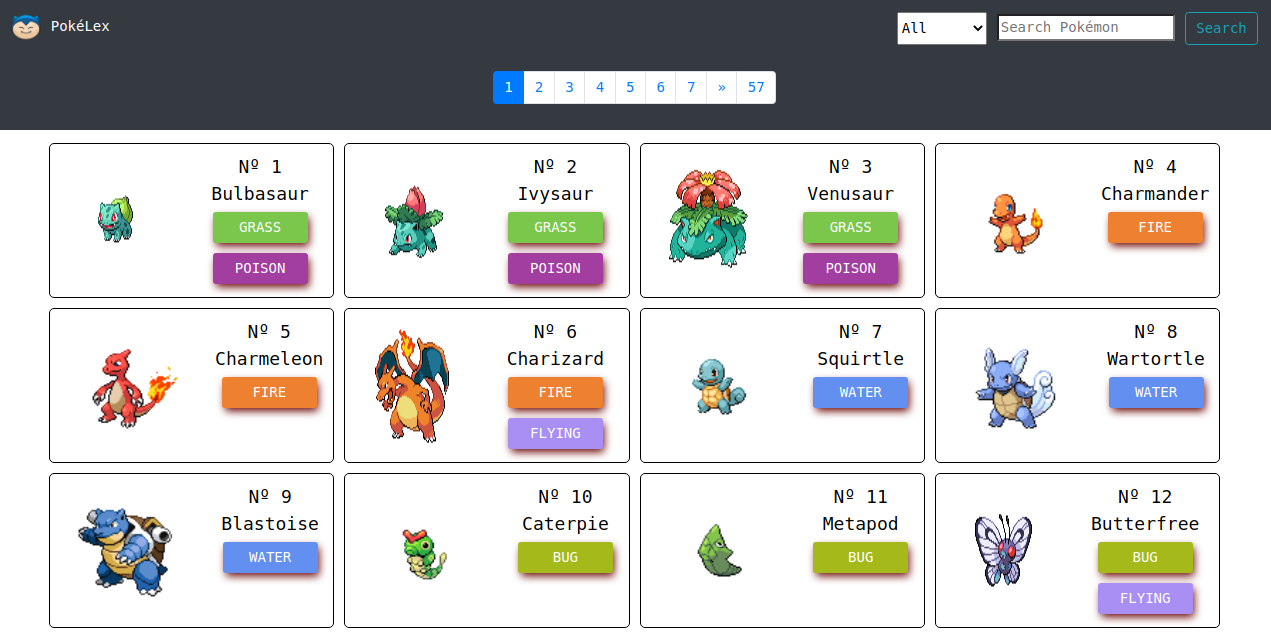 PokéLex
All
Search Pokémon
Search
1 2 3 4 5 6 7 » 57
Nº 1
Bulbasaur
GRASS
POISON
Nº 2
Ivysaur
GRASS
POISON
Nº 3
Venusaur
GRASS
POISON
Nº 4
Charmander
FIRE
Nº 5
Charmeleon
FIRE
Nº 6
Charizard
FIRE
FLYING
Nº 7
Squirtle
WATER
Nº 8
Wartortle
WATER
Nº 9
Blastoise
WATER
Nº 10
Caterpie
BUG
Nº 11
Metapod
BUG
Nº 12
Butterfree
BUG
FLYING